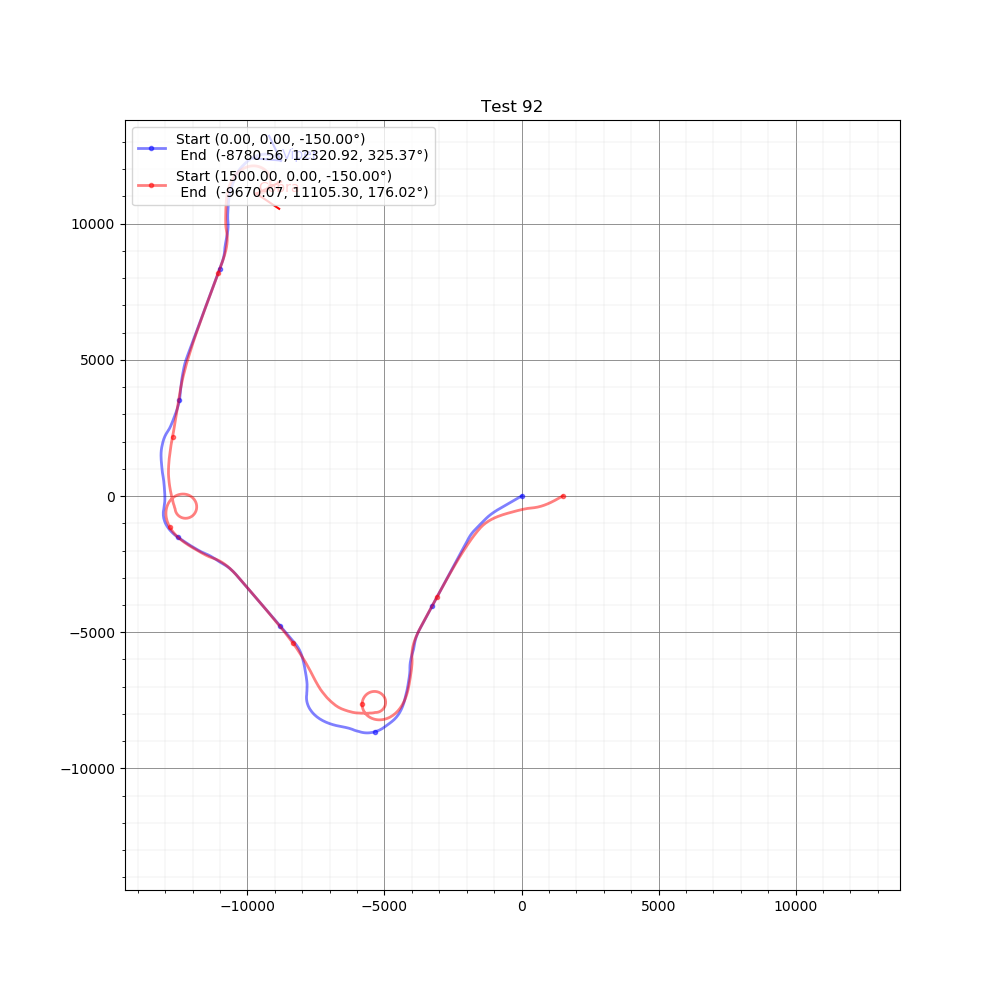 Test 92
Start (0.00, 0.00, -150.00°)
End (-8780.56, 12320.92, 325.37°)
Start (1500.00, 0.00, -150.00°)
End (-9670.07, 11105.30, 176.02°)
10000
5000
0
−5000
−10000
−10000 −5000 0 5000 10000